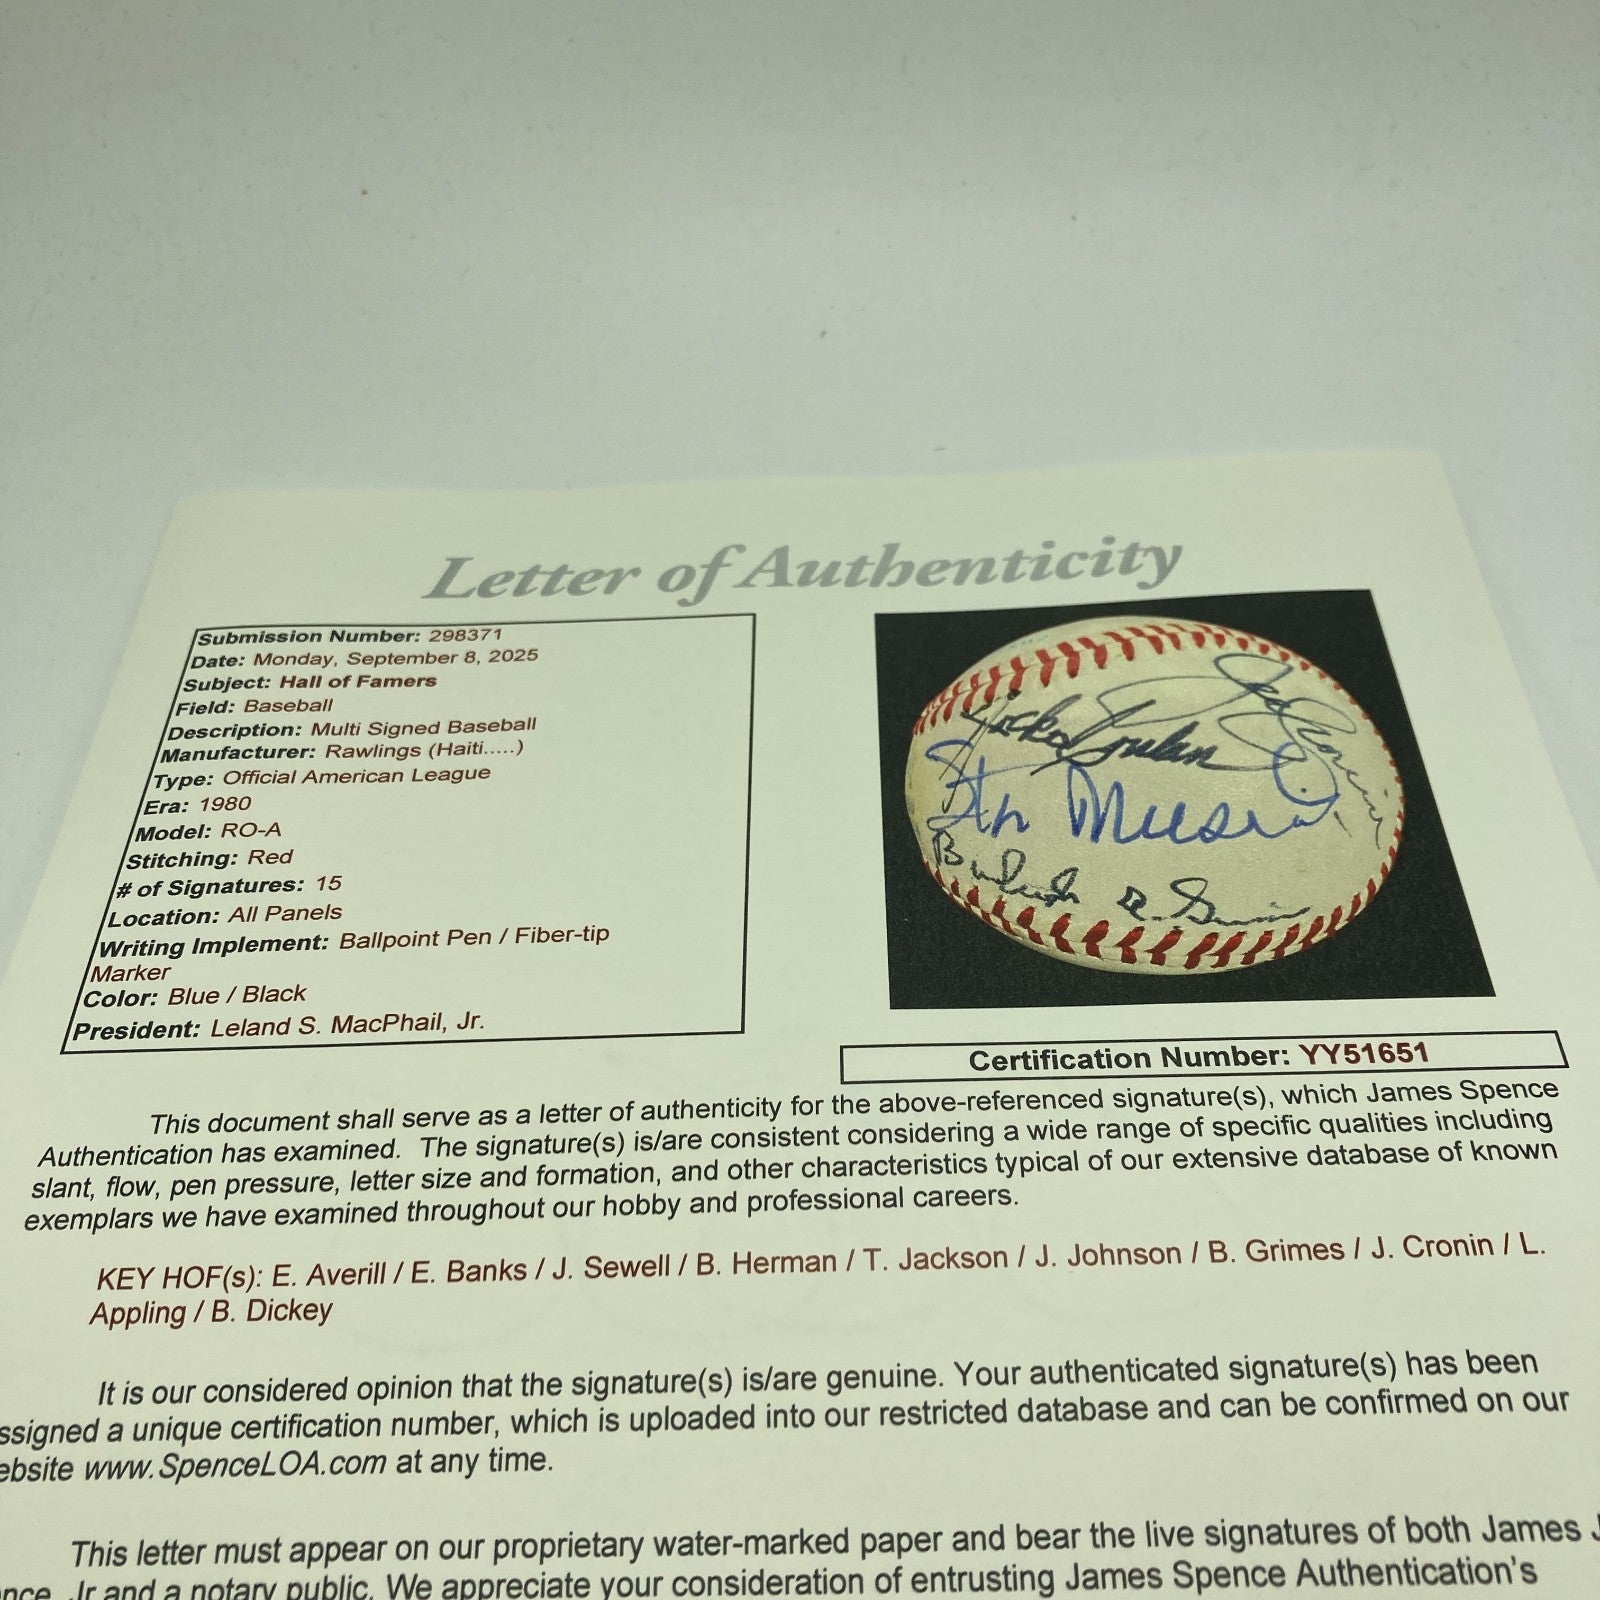 Letter of Authenticity
Submission Number: 298371
Date: Monday, September 8, 2025
Subject: Hall of Famers
Field: Baseball
Description: Multi Signed Baseball
Manufacturer: Rawlings (Haiti.....)
Type: Official American League
Era: 1980
Model: RO-A
Stitching: Red
# of Signatures: 15
Location: All Panels
Writing Implement: Ballpoint Pen / Fiber-tip
Marker
Color: Blue / Black
President: Leland S. MacPhail, Jr.
Joe Cronin
Stan Musial
Burleigh A. Grimes
Certification Number: YY51651
This document shall serve as a letter of authenticity for the above-referenced signature(s), which James Spence
Authentication has examined. The signature(s) is/are consistent considering a wide range of specific qualities including
slant, flow, pen pressure, letter size and formation, and other characteristics typical of our extensive database of known
exemplars we have examined throughout our hobby and professional careers.
KEY HOF(s): E. Averill / E. Banks / J. Sewell / B. Herman / T. Jackson / J. Johnson / B. Grimes / J. Cronin / L.
Appling / B. Dickey
It is our considered opinion that the signature(s) is/are genuine. Your authenticated signature(s) has been
ssigned a unique certification number, which is uploaded into our restricted database and can be confirmed on our
ebsite www.SpenceLOA.com at any time.
This letter must appear on our proprietary water-marked paper and bear the live signatures of both James J
nce, Jr and a notary public. We appreciate your consideration of entrusting James Spence Authentication's